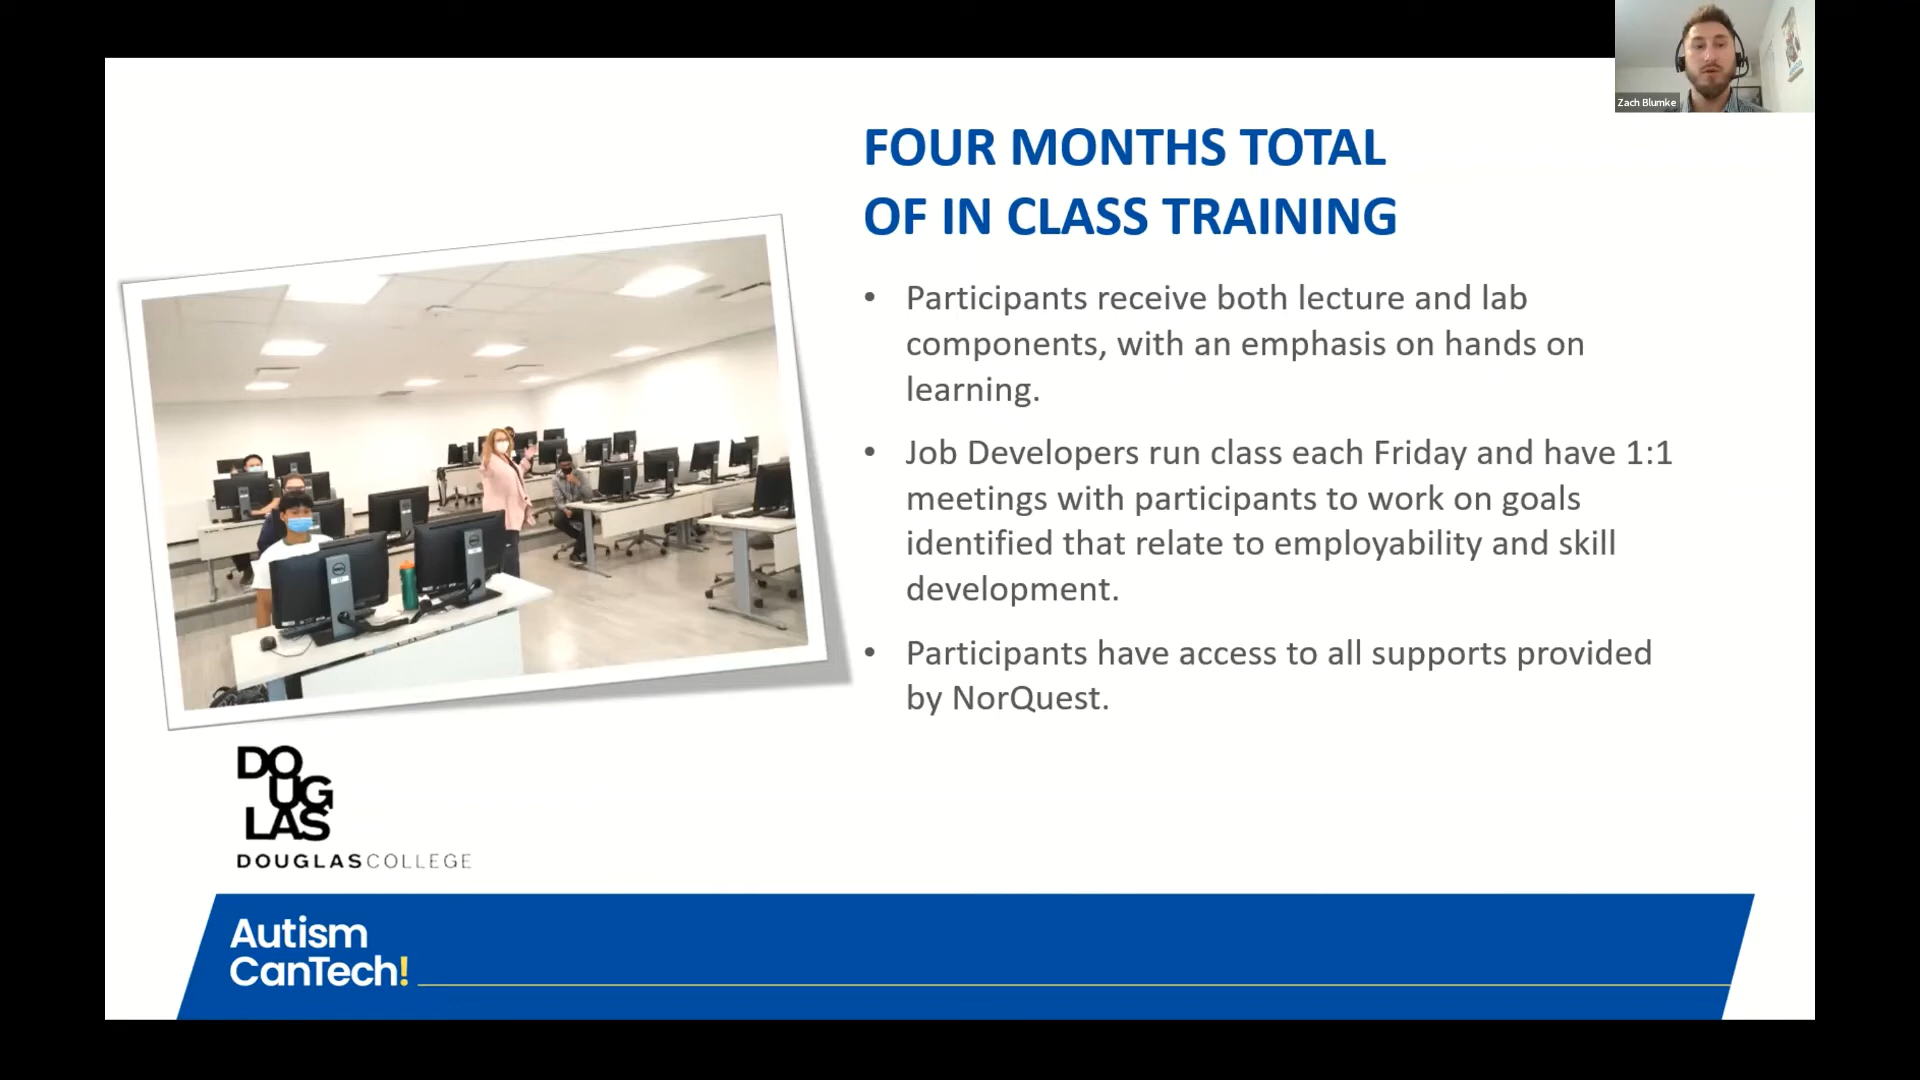 Zach Blumke
FOUR MONTHS TOTAL
OF IN CLASS TRAINING
• Participants receive both lecture and lab
components, with an emphasis on hands on
learning.
• Job Developers run class each Friday and have 1:1
meetings with participants to work on goals
identified that relate to employability and skill
development.
• Participants have access to all supports provided
by NorQuest.
DO
UG
LAS
DOUGLASCOLLEGE
Autism
CanTech!